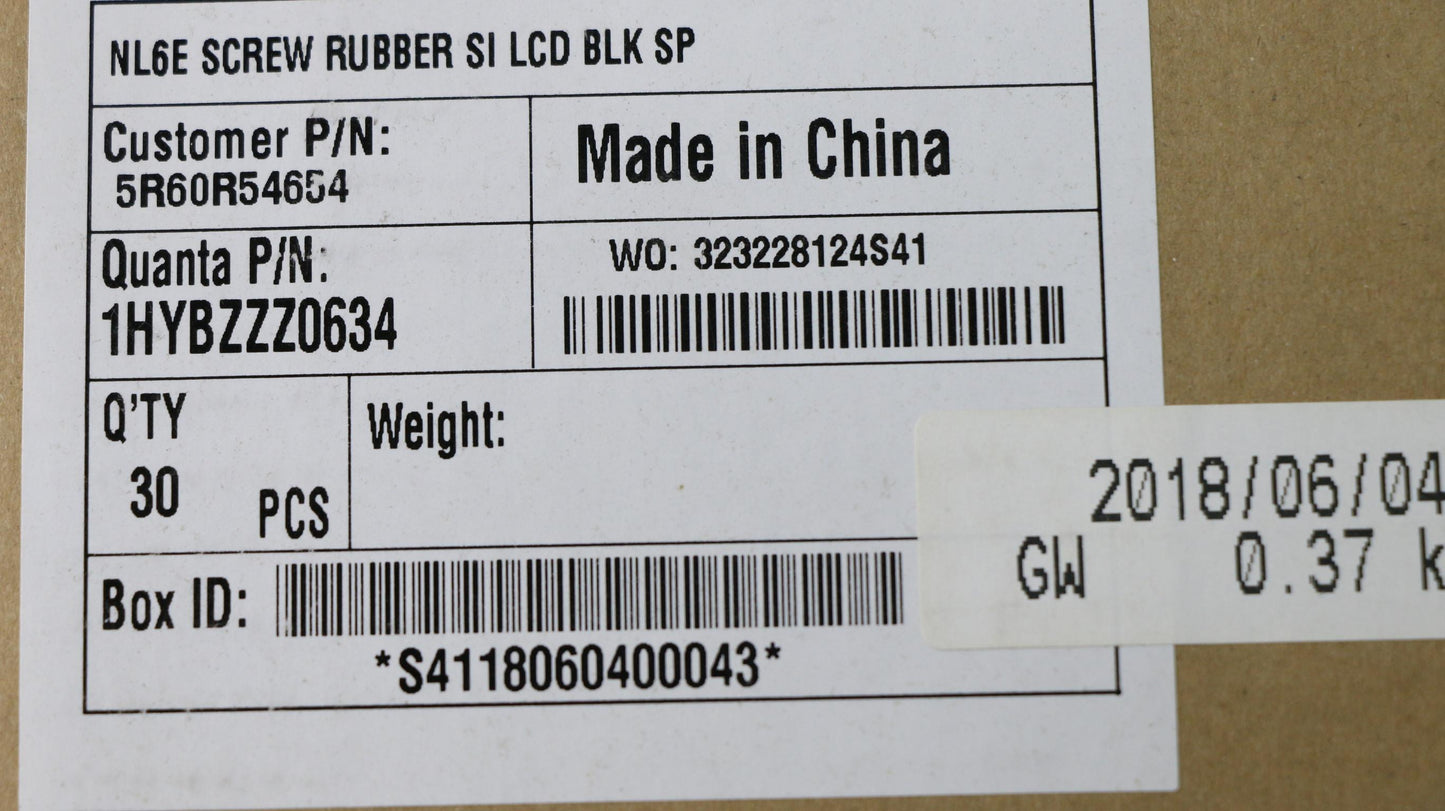 NL6E SCREW RUBBER SI LCD BLK SP
Customer P/N:
5R60R54654
Made in China
Quanta P/N:
1HYBZZZ0634
WO: 323228124S41
Q'TY
30 PCS
Weight:
2018/06/04
GW 0.37 k
Box ID:
*S4118060400043*